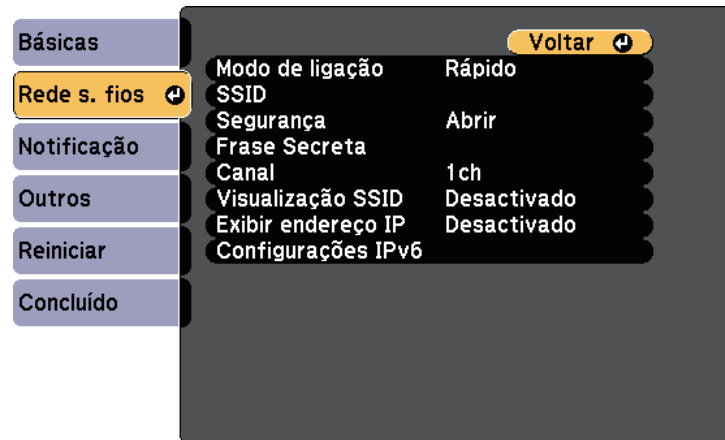 Básicas
Rede s. fios
Notificação
Outros
Reiniciar
Concluído
Voltar
Modo de ligação Rápido
SSID
Segurança Abrir
Frase Secreta
Canal 1ch
Visualização SSID Desactivado
Exibir endereço IP Desactivado
Configurações IPv6